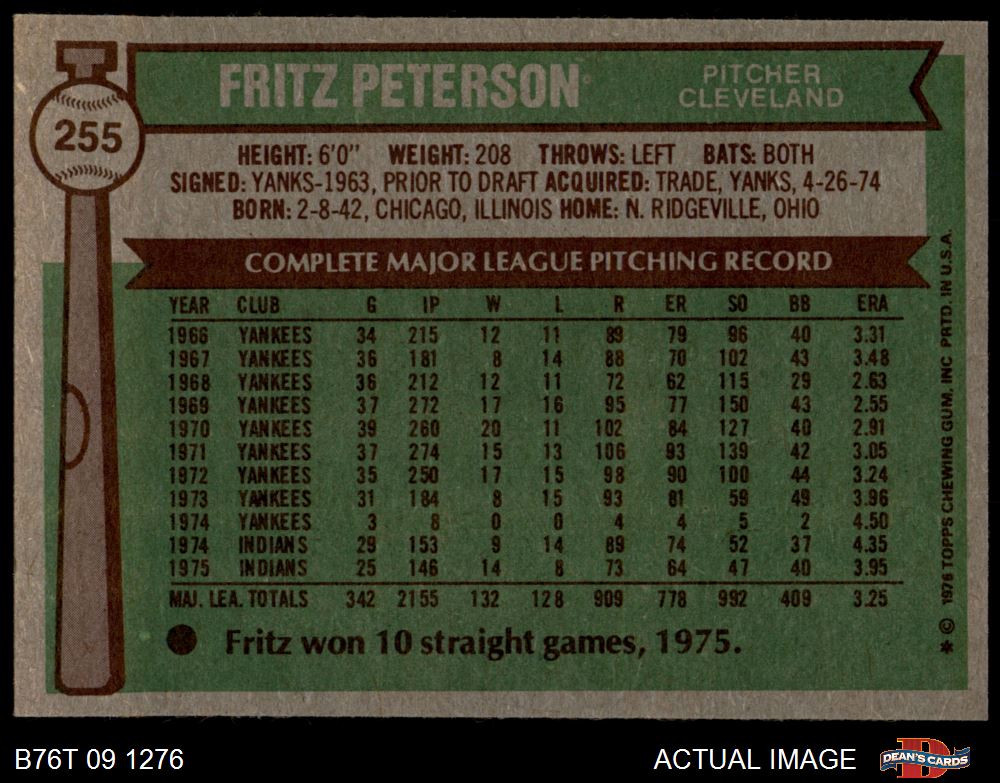 255
FRITZ PETERSON
PITCHER
CLEVELAND
HEIGHT: 6'0" WEIGHT: 208 THROWS: LEFT BATS: BOTH
SIGNED: YANKS-1963, PRIOR TO DRAFT ACQUIRED: TRADE, YANKS, 4-26-74
BORN: 2-8-42, CHICAGO, ILLINOIS HOME: N. RIDGEVILLE, OHIO
COMPLETE MAJOR LEAGUE PITCHING RECORD
YEAR CLUB G IP W L R ER SO BB ERA
1966 YANKEES 34 215 12 11 89 79 96 40 3.31
1967 YANKEES 36 181 8 14 88 70 102 43 3.48
1968 YANKEES 36 212 12 11 72 62 115 29 2.63
1969 YANKEES 37 272 17 16 95 77 150 43 2.55
1970 YANKEES 39 260 20 11 102 84 127 40 2.91
1971 YANKEES 37 274 15 13 106 93 139 42 3.05
1972 YANKEES 35 250 17 15 98 90 100 44 3.24
1973 YANKEES 31 184 8 15 93 81 59 49 3.96
1974 YANKEES 3 8 0 0 4 4 5 2 4.50
1974 INDIANS 29 153 9 14 89 74 52 37 4.35
1975 INDIANS 25 146 14 8 73 64 47 40 3.95
MAJ. LEA. TOTALS 342 2155 132 128 909 778 992 409 3.25
● Fritz won 10 straight games, 1975.
* © 1976 TOPPS CHEWING GUM, INC PRTD. IN U.S.A.
B76T 09 1276
ACTUAL IMAGE
DEAN'S CARDS